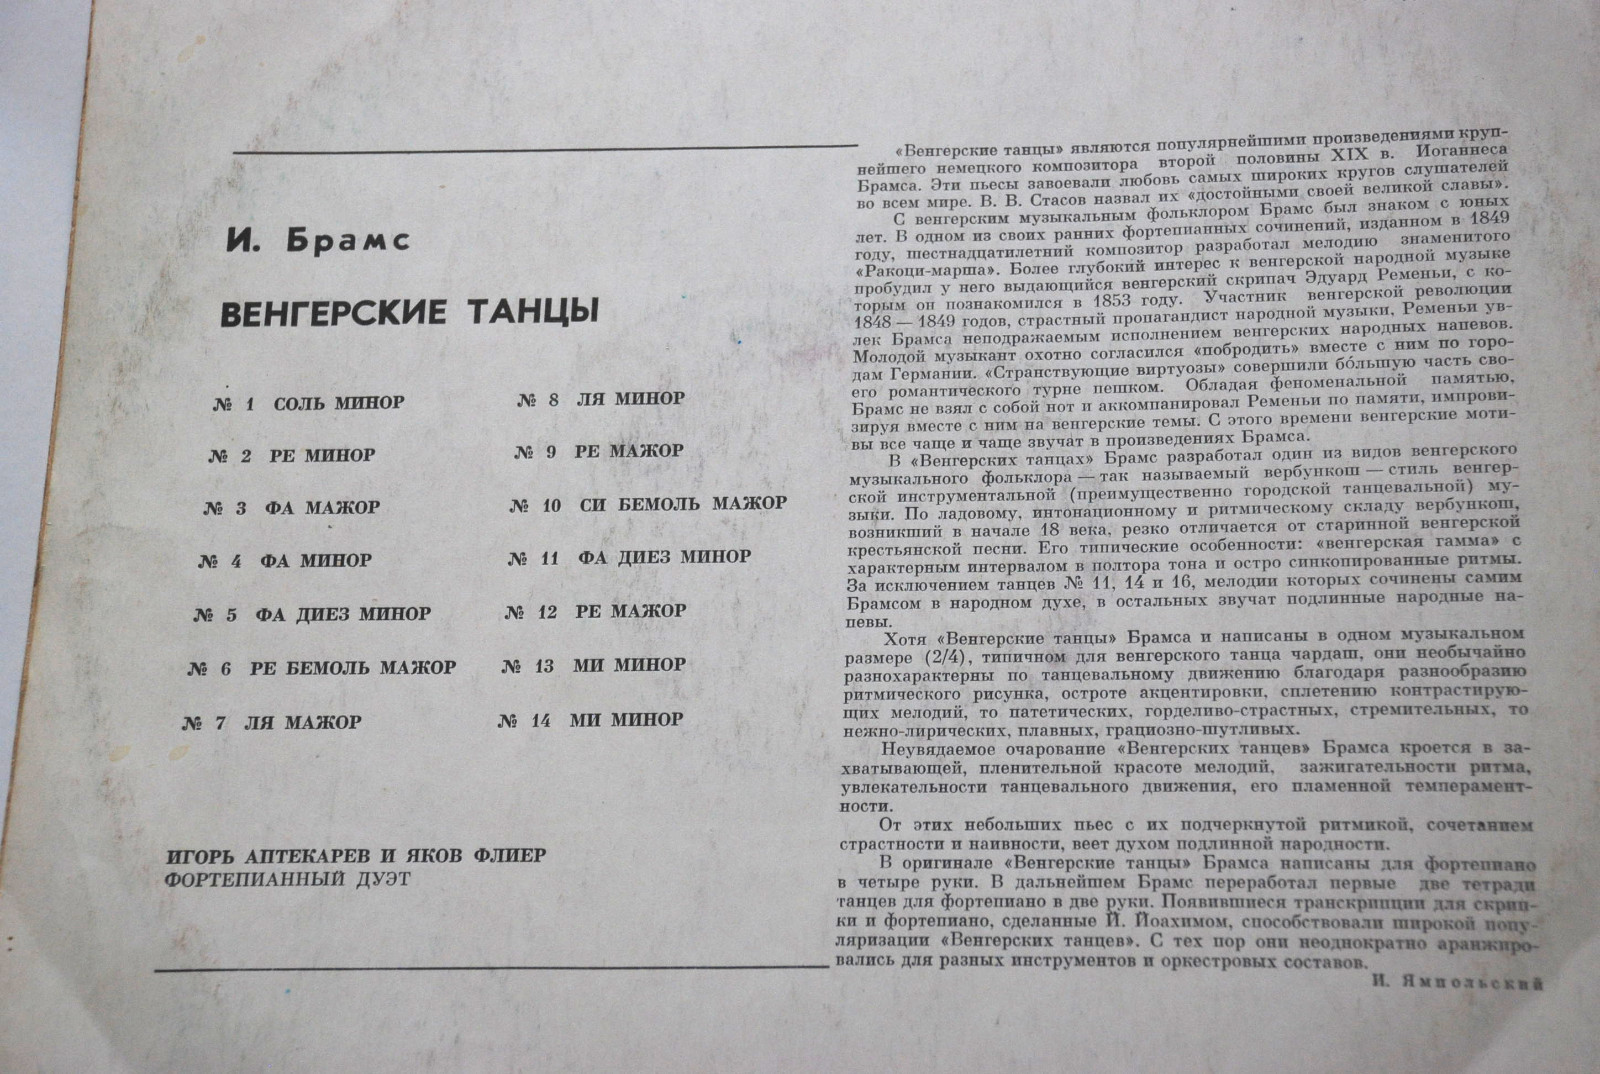 И. Брамс
ВЕНГЕРСКИЕ ТАНЦЫ
№ 1 СОЛЬ МИНОР
№ 2 РЕ МИНОР
№ 3 ФА МАЖОР
№ 4 ФА МИНОР
№ 5 ФА ДИЕЗ МИНОР
№ 6 РЕ БЕМОЛЬ МАЖОР
№ 7 ЛЯ МАЖОР
№ 8 ЛЯ МИНОР
№ 9 РЕ МАЖОР
№ 10 СИ БЕМОЛЬ МАЖОР
№ 11 ФА ДИЕЗ МИНОР
№ 12 РЕ МАЖОР
№ 13 МИ МИНОР
№ 14 МИ МИНОР
ИГОРЬ АПТЕКАРЕВ И ЯКОВ ФЛИЕР
ФОРТЕПИАННЫЙ ДУЭТ
«Венгерские танцы» являются популярнейшими произведениями круп-
нейшего немецкого композитора второй половины XIX в. Иоганнеса
Брамса. Эти пьесы завоевали любовь самых широких кругов слушателей
во всем мире. В. В. Стасов назвал их «достойными своей великой славы».
С венгерским музыкальным фольклором Брамс был знаком с юных
лет. В одном из своих ранних фортепианных сочинений, изданном в 1849
году, шестнадцатилетний композитор разработал мелодию знаменитого
«Ракоци-марша». Более глубокий интерес к венгерской народной музыке
пробудил у него выдающийся венгерский скрипач Эдуард Ременьи, с ко-
торым он познакомился в 1853 году. Участник венгерской революции
1848 — 1849 годов, страстный пропагандист народной музыки, Ременьи ув-
лек Брамса неподражаемым исполнением венгерских народных напевов.
Молодой музыкант охотно согласился «побродить» вместе с ним по горо-
дам Германии. «Странствующие виртуозы» совершили бо́льшую часть сво-
его романтического турне пешком. Обладая феноменальной памятью,
Брамс не взял с собой нот и аккомпанировал Ременьи по памяти, импрови-
зируя вместе с ним на венгерские темы. С этого времени венгерские моти-
вы все чаще и чаще звучат в произведениях Брамса.
В «Венгерских танцах» Брамс разработал один из видов венгерского
музыкального фольклора — так называемый вербункош — стиль венгер-
ской инструментальной (преимущественно городской танцевальной) му-
зыки. По ладовому, интонационному и ритмическому складу вербункош,
возникший в начале 18 века, резко отличается от старинной венгерской
крестьянской песни. Его типические особенности: «венгерская гамма» с
характерным интервалом в полтора тона и остро синкопированные ритмы.
За исключением танцев № 11, 14 и 16, мелодии которых сочинены самим
Брамсом в народном духе, в остальных звучат подлинные народные на-
певы.
Хотя «Венгерские танцы» Брамса и написаны в одном музыкальном
размере (2/4), типичном для венгерского танца чардаш, они необычайно
разнохарактерны по танцевальному движению благодаря разнообразию
ритмического рисунка, остроте акцентировки, сплетению контрастирую-
щих мелодий, то патетических, горделиво-страстных, стремительных, то
нежно-лирических, плавных, грациозно-шутливых.
Неувядаемое очарование «Венгерских танцев» Брамса кроется в за-
хватывающей, пленительной красоте мелодий, зажигательности ритма,
увлекательности танцевального движения, его пламенной темперамент-
ности.
От этих небольших пьес с их подчеркнутой ритмикой, сочетанием
страстности и наивности, веет духом подлинной народности.
В оригинале «Венгерские танцы» Брамса написаны для фортепиано
в четыре руки. В дальнейшем Брамс переработал первые две тетради
танцев для фортепиано в две руки. Появившиеся транскрипции для скрип-
ки и фортепиано, сделанные Й. Йоахимом, способствовали широкой попу-
ляризации «Венгерских танцев». С тех пор они неоднократно аранжиро-
вались для разных инструментов и оркестровых составов.
И. Ямпольский